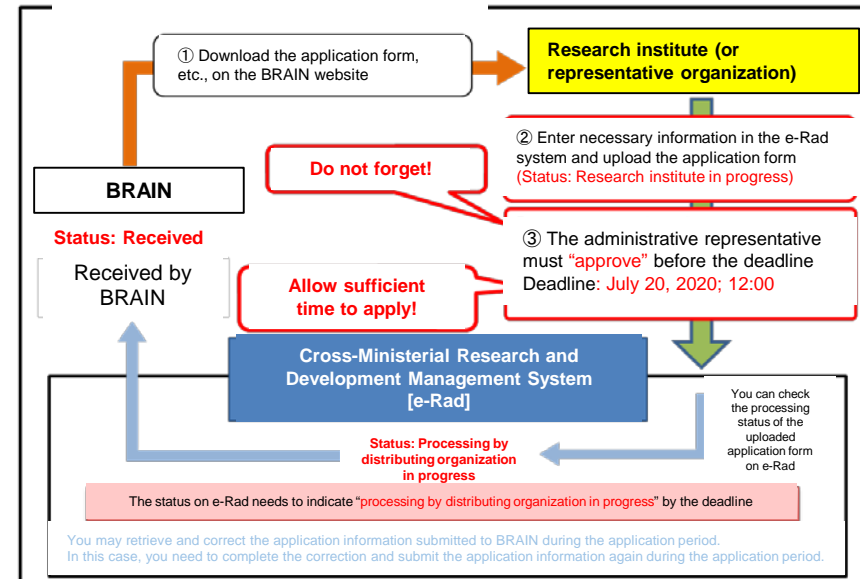 ① Download the application form,
etc., on the BRAIN website
Research institute (or
representative organization)
② Enter necessary information in the e-Rad
system and upload the application form
(Status: Research institute in progress)
Do not forget!
BRAIN
③ The administrative representative
must “approve” before the deadline
Deadline: July 20, 2020; 12:00
Status: Received
Received by
BRAIN
Allow sufficient
time to apply!
Cross-Ministerial Research and
Development Management System
[e-Rad]
You can check
the processing
status of the
uploaded
application form
on e-Rad
Status: Processing by
distributing organization
in progress
The status on e-Rad needs to indicate “processing by distributing organization in progress” by the deadline
You may retrieve and correct the application information submitted to BRAIN during the application period.
In this case, you need to complete the correction and submit the application information again during the application period.